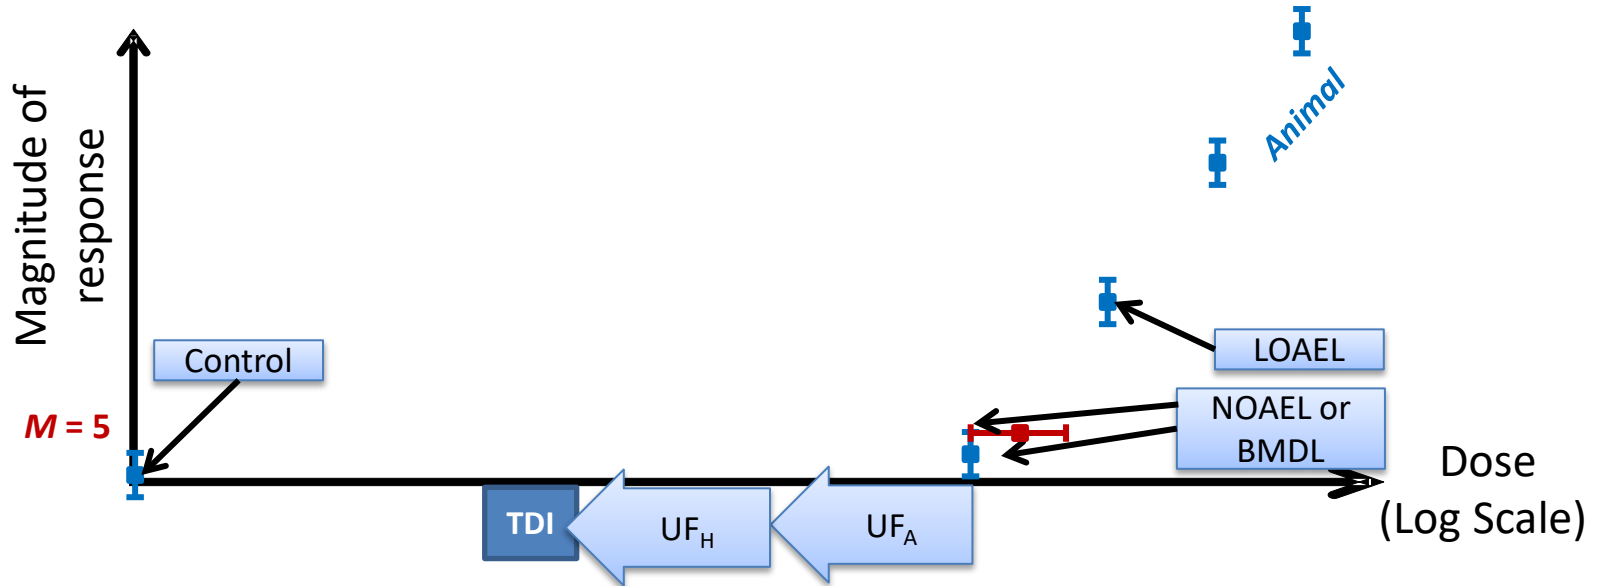 Magnitude of
response
Animal
Control
LOAEL
M = 5
NOAEL or
BMDL
Dose
(Log Scale)
TDI
UFH
UFA